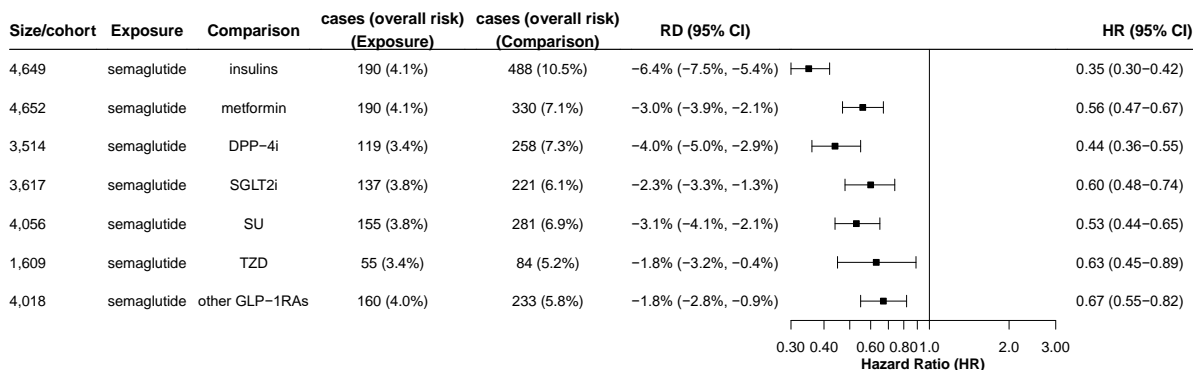 Size/cohort Exposure Comparison cases (overall risk) (Exposure) cases (overall risk) (Comparison) RD (95% CI) HR (95% CI)
4,649 semaglutide insulins 190 (4.1%) 488 (10.5%) −6.4% (−7.5%, −5.4%) 0.35 (0.30−0.42)
4,652 semaglutide metformin 190 (4.1%) 330 (7.1%) −3.0% (−3.9%, −2.1%) 0.56 (0.47−0.67)
3,514 semaglutide DPP−4i 119 (3.4%) 258 (7.3%) −4.0% (−5.0%, −2.9%) 0.44 (0.36−0.55)
3,617 semaglutide SGLT2i 137 (3.8%) 221 (6.1%) −2.3% (−3.3%, −1.3%) 0.60 (0.48−0.74)
4,056 semaglutide SU 155 (3.8%) 281 (6.9%) −3.1% (−4.1%, −2.1%) 0.53 (0.44−0.65)
1,609 semaglutide TZD 55 (3.4%) 84 (5.2%) −1.8% (−3.2%, −0.4%) 0.63 (0.45−0.89)
4,018 semaglutide other GLP−1RAs 160 (4.0%) 233 (5.8%) −1.8% (−2.8%, −0.9%) 0.67 (0.55−0.82)
0.30 0.40 0.60 0.80 1.0 2.0 3.00
Hazard Ratio (HR)